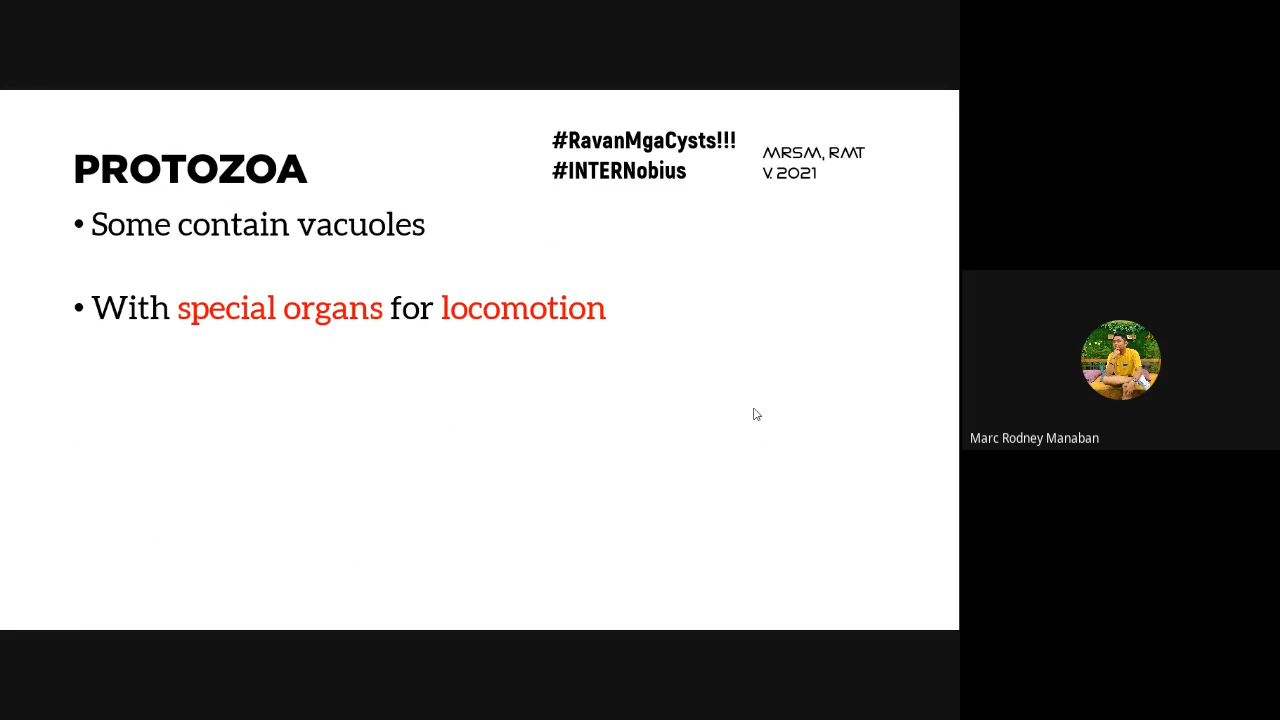 #RavanMgaCysts!!!
#INTERNobius
MRSM, RMT
V. 2021
PROTOZOA
• Some contain vacuoles
• With special organs for locomotion
Marc Rodney Manaban